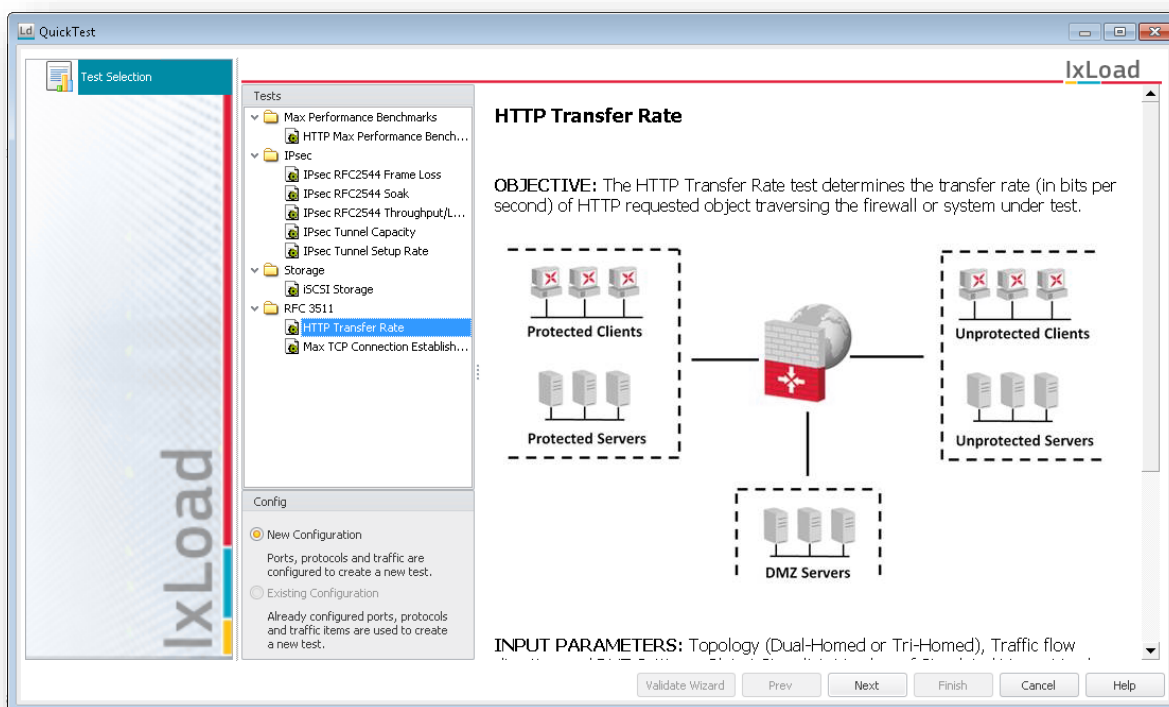 Ld QuickTest
Test Selection
IxLoad
IxLoad
Tests
Max Performance Benchmarks
HTTP Max Performance Bench...
IPsec
IPsec RFC2544 Frame Loss
IPsec RFC2544 Soak
IPsec RFC2544 Throughput/L...
IPsec Tunnel Capacity
IPsec Tunnel Setup Rate
Storage
iSCSI Storage
RFC 3511
HTTP Transfer Rate
Max TCP Connection Establish...
Config
New Configuration
Ports, protocols and traffic are
configured to create a new test.
Existing Configuration
Already configured ports, protocols
and traffic items are used to create
a new test.
HTTP Transfer Rate
OBJECTIVE: The HTTP Transfer Rate test determines the transfer rate (in bits per
second) of HTTP requested object traversing the firewall or system under test.
Protected Clients
Unprotected Clients
Protected Servers
Unprotected Servers
DMZ Servers
INPUT PARAMETERS: Topology (Dual-Homed or Tri-Homed), Traffic flow
Validate Wizard
Prev
Next
Finish
Cancel
Help